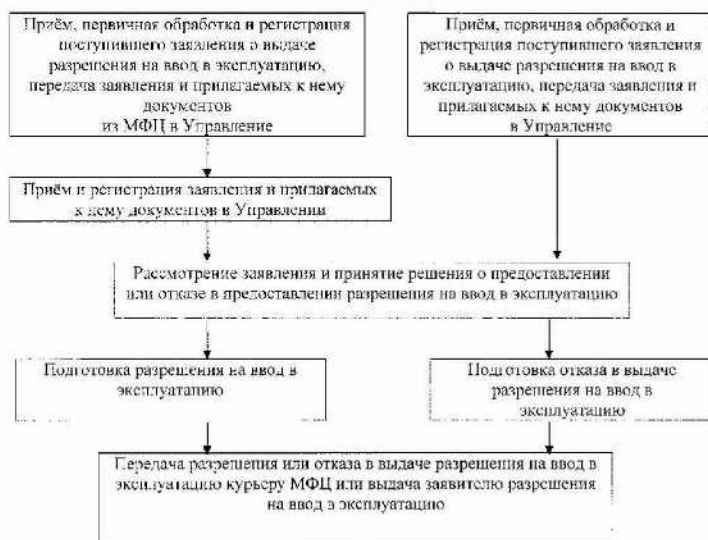 Приём, первичная обработка и регистрация
поступившего заявления о выдаче
разрешения на ввод в эксплуатацию,
передача заявления и прилагаемых к нему
документов
из МФЦ в Управление
Приём, первичная обработка и
регистрация поступившего заявления
о выдаче разрешения на ввод в
эксплуатацию, передача заявления и
прилагаемых к нему документов
в Управление
Приём и регистрация заявления и прилагаемых
к нему документов в Управлении
Рассмотрение заявления и принятие решения о предоставлении
или отказе в предоставлении разрешения на ввод в эксплуатацию
Подготовка разрешения на ввод в
эксплуатацию
Подготовка отказа в выдаче
разрешения на ввод в
эксплуатацию
Передача разрешения или отказа в выдаче разрешения на ввод в
эксплуатацию курьеру МФЦ или выдача заявителю разрешения
на ввод в эксплуатацию